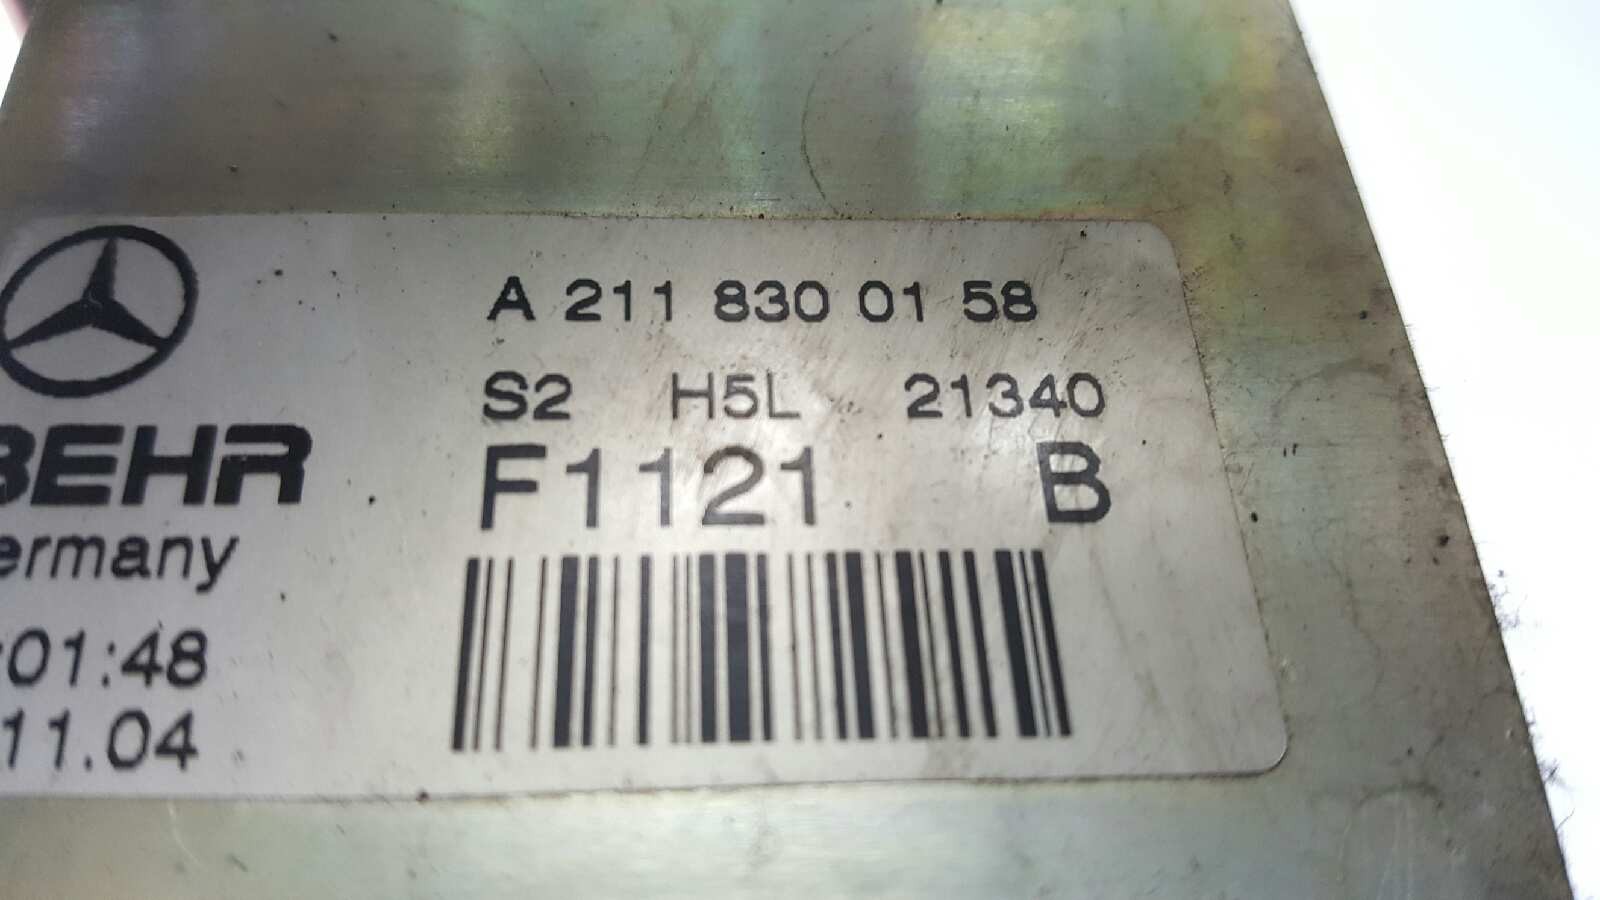 A 211 830 01 58
S2 H5L 21340
F1121 B
BEHR
ermany
:01:48
11.04